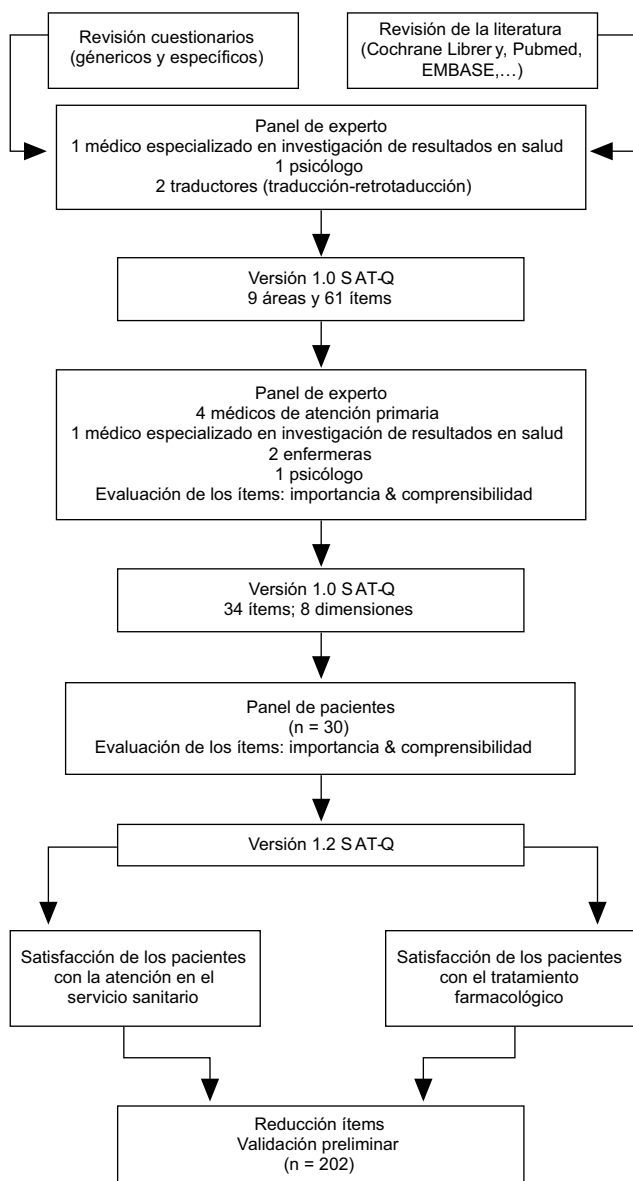 Revisión cuestionarios
(génericos y específicos)
Revisión de la literatura
(Cochrane Librer y, Pubmed,
EMBASE,…)
Panel de experto
1 médico especializado en investigación de resultados en salud
1 psicólogo
2 traductores (traducción-retrotaducción)
Versión 1.0 SAT-Q
9 áreas y 61 ítems
Panel de experto
4 médicos de atención primaria
1 médico especializado en investigación de resultados en salud
2 enfermeras
1 psicólogo
Evaluación de los ítems: importancia & comprensibilidad
Versión 1.0 SAT-Q
34 ítems; 8 dimensiones
Panel de pacientes
(n = 30)
Evaluación de los ítems: importancia & comprensibilidad
Versión 1.2 SAT-Q
Satisfacción de los pacientes
con la atención en el
servicio sanitario
Satisfacción de los pacientes
con el tratamiento
farmacológico
Reducción ítems
Validación preliminar
(n = 202)